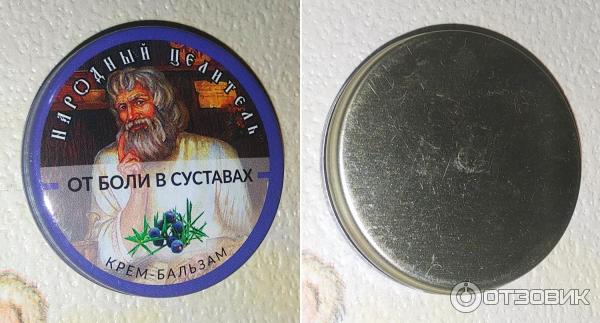 НАРОДНЫЙ ЦЕЛИТЕЛЬ
ОТ БОЛИ В СУСТАВАХ
КРЕМ-БАЛЬЗАМ
ОТЗОВИК